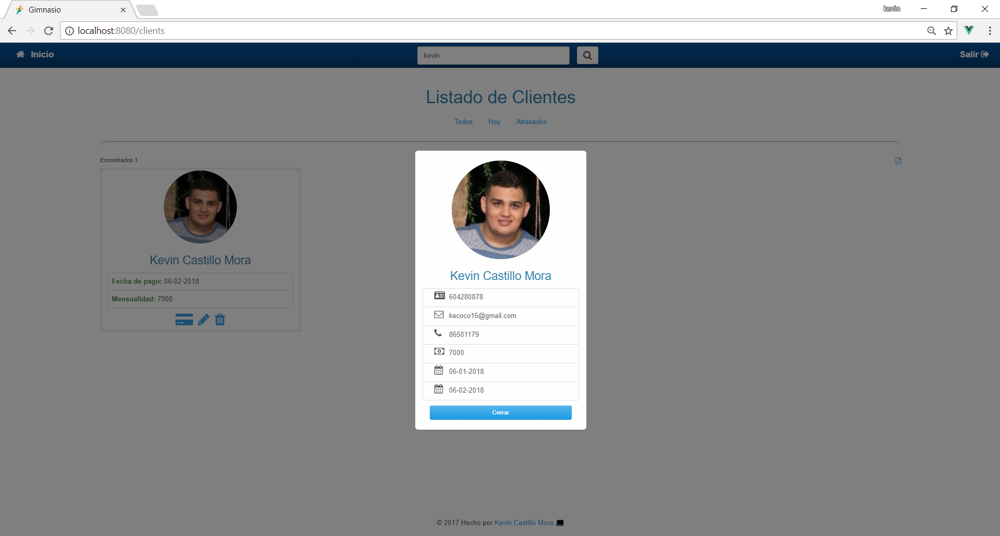 Gimnasio
kevin
localhost:8080/clients
Inicio
kevin
Salir
Listado de Clientes
Todos Hoy Atrasados
Encontrados 1
Kevin Castillo Mora
Fecha de pago: 06-02-2018
Mensualidad: 7000
Kevin Castillo Mora
604280878
kecoco16@gmail.com
86501179
7000
06-01-2018
06-02-2018
Cerrar
© 2017 Hecho por Kevin Castillo Mora